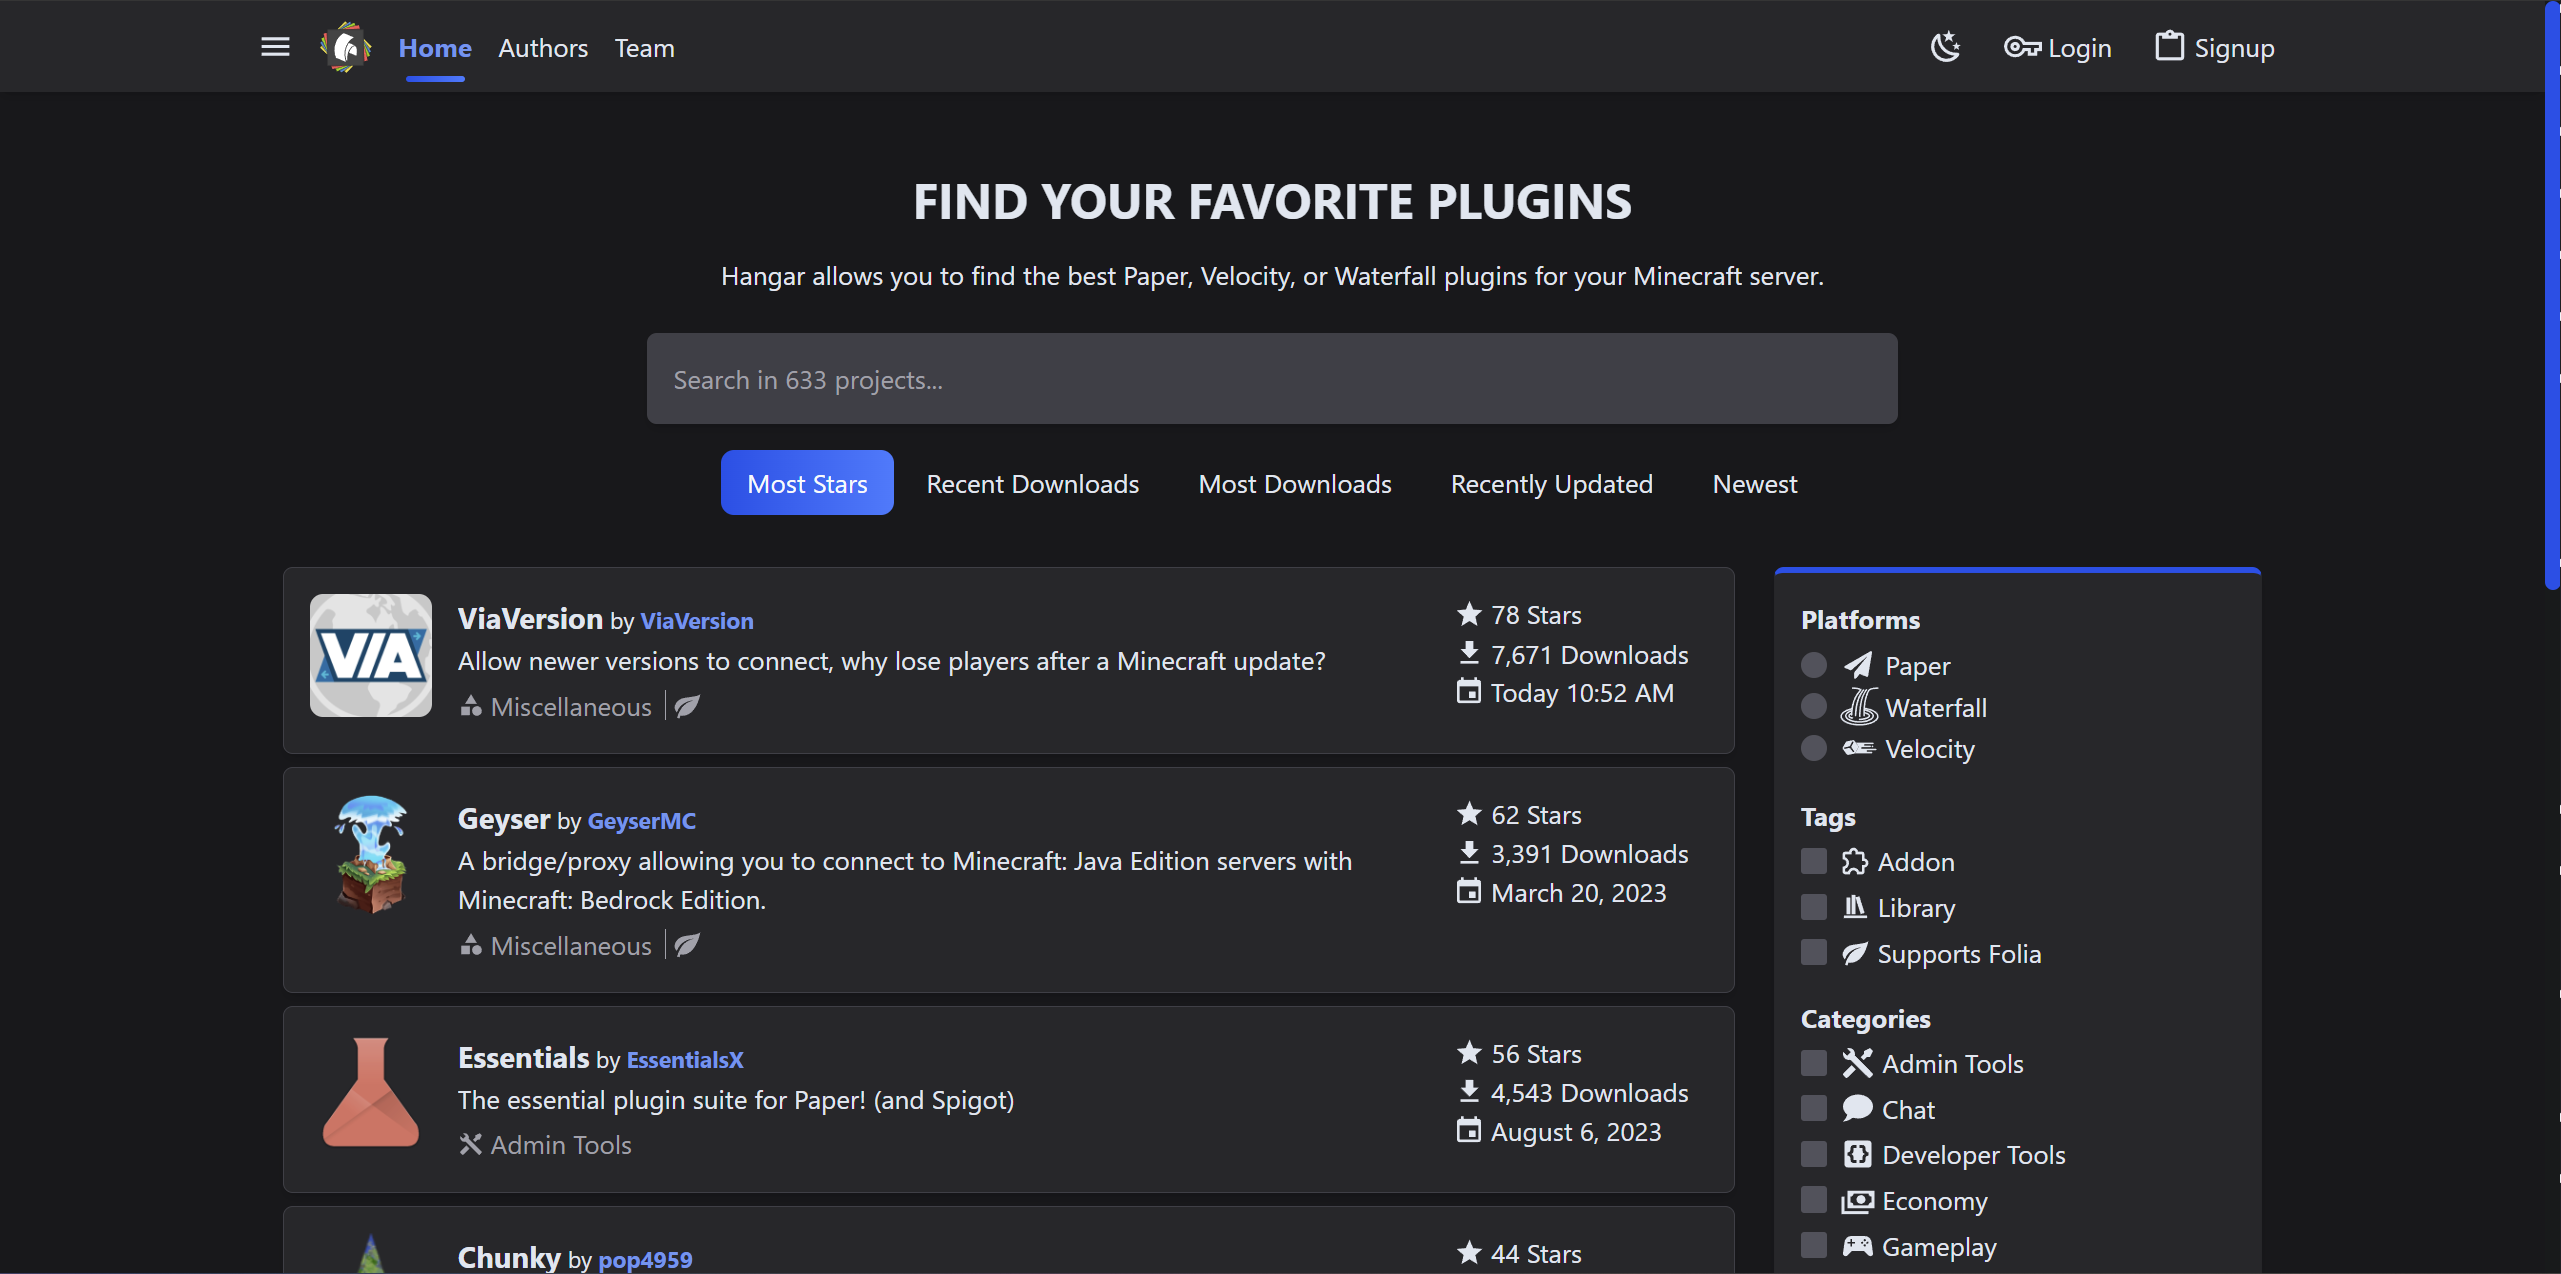 Home Authors Team
Login Signup
FIND YOUR FAVORITE PLUGINS
Hangar allows you to find the best Paper, Velocity, or Waterfall plugins for your Minecraft server.
Search in 633 projects...
Most Stars Recent Downloads Most Downloads Recently Updated Newest
VIA
ViaVersion by ViaVersion
Allow newer versions to connect, why lose players after a Minecraft update?
Miscellaneous
78 Stars
7,671 Downloads
Today 10:52 AM
Geyser by GeyserMC
A bridge/proxy allowing you to connect to Minecraft: Java Edition servers with
Minecraft: Bedrock Edition.
Miscellaneous
62 Stars
3,391 Downloads
March 20, 2023
Essentials by EssentialsX
The essential plugin suite for Paper! (and Spigot)
Admin Tools
56 Stars
4,543 Downloads
August 6, 2023
Chunky by pop4959
44 Stars
Platforms
Paper
Waterfall
Velocity
Tags
Addon
Library
Supports Folia
Categories
Admin Tools
Chat
Developer Tools
Economy
Gameplay